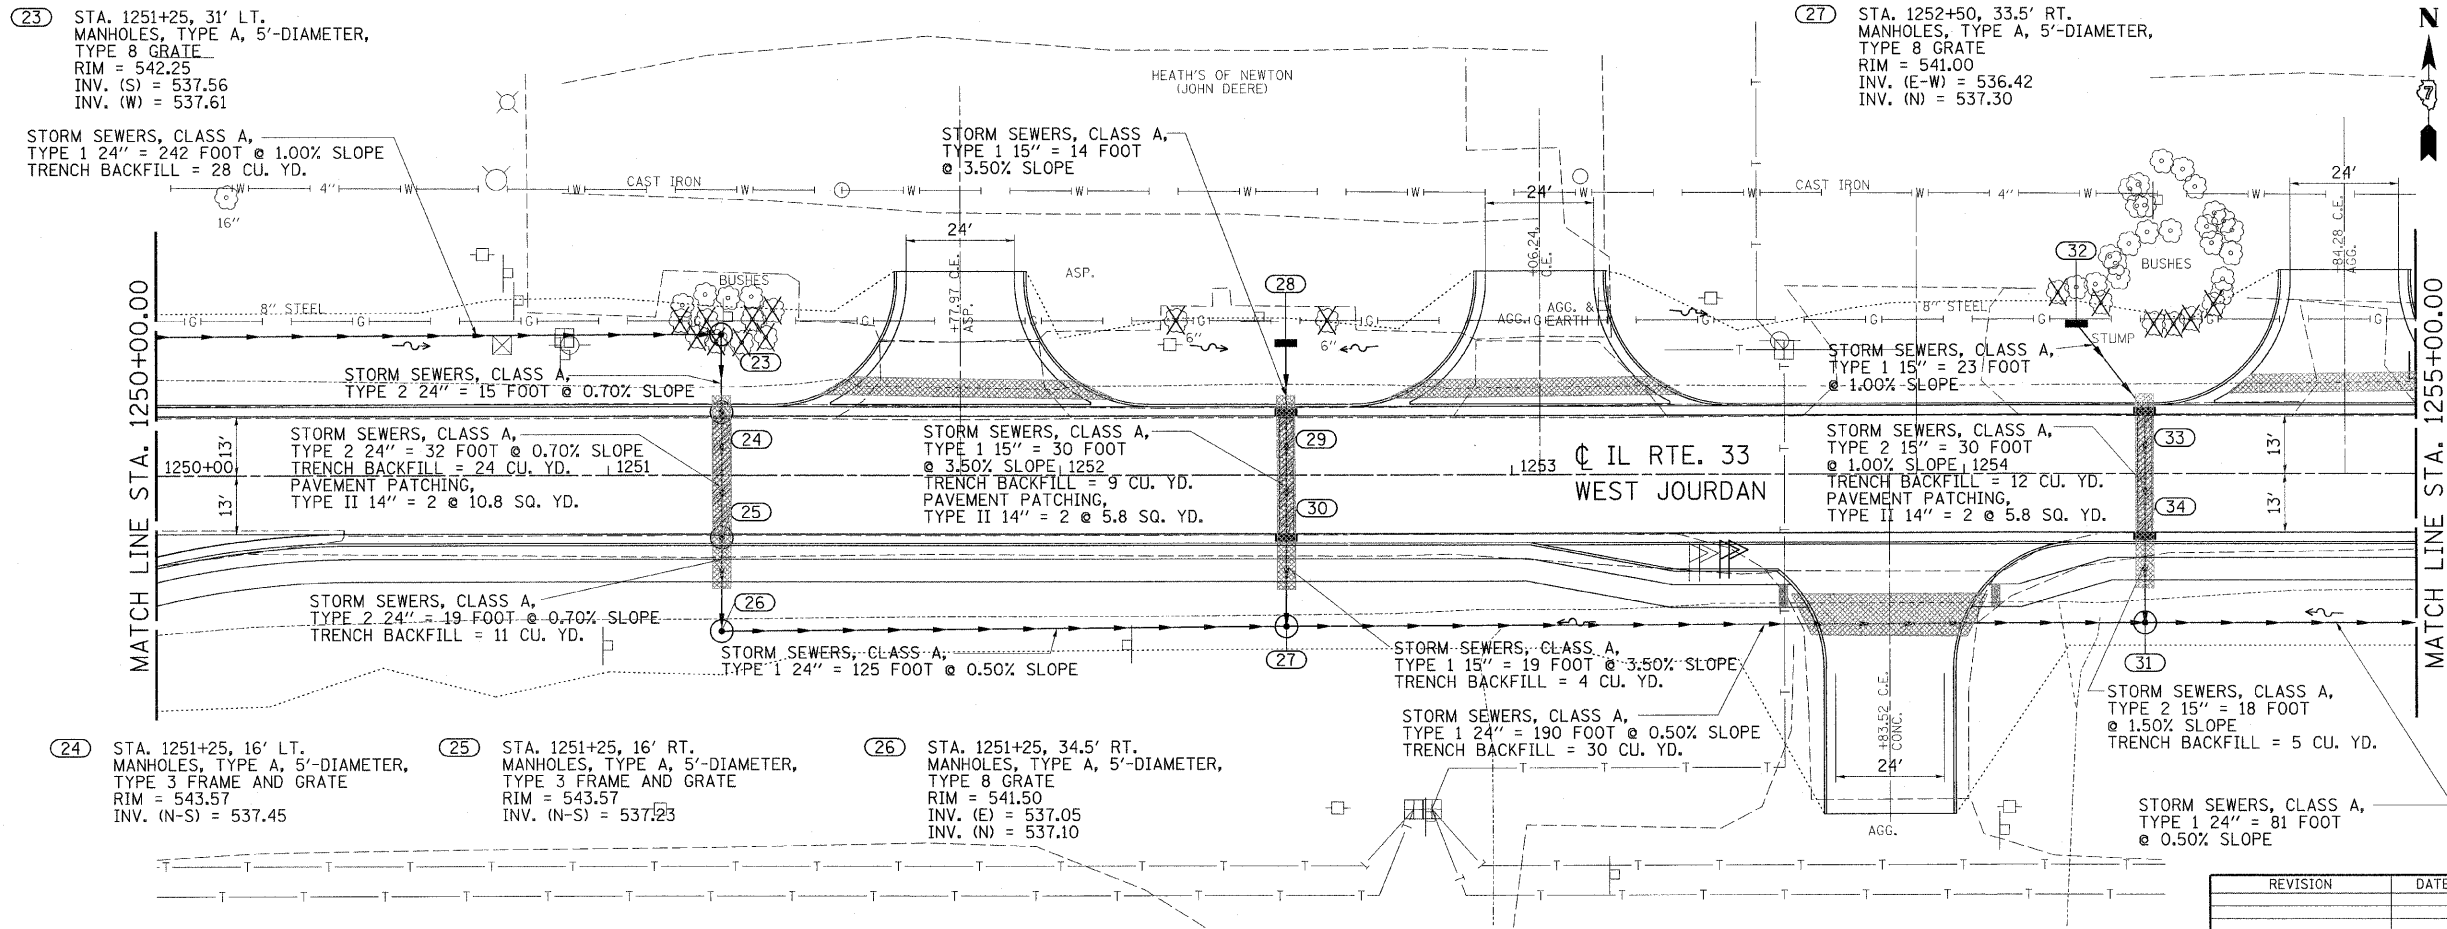 23
STA. 1251+25, 31' LT.
MANHOLES, TYPE A, 5'-DIAMETER,
TYPE 8 GRATE
RIM = 542.25
INV. (S) = 537.56
INV. (W) = 537.61
27
STA. 1252+50, 33.5' RT.
MANHOLES, TYPE A, 5'-DIAMETER,
TYPE 8 GRATE
RIM = 541.00
INV. (E-W) = 536.42
INV. (N) = 537.30
N
7
HEATH'S OF NEWTON
(JOHN DEERE)
STORM SEWERS, CLASS A,
TYPE 1 24" = 242 FOOT @ 1.00% SLOPE
TRENCH BACKFILL = 28 CU. YD.
STORM SEWERS, CLASS A,
TYPE 1 15" = 14 FOOT
@ 3.50% SLOPE
W 4" W W CAST IRON W W W W W W CAST IRON W 4" W W
16"
24'
24'
24'
+77.97 C.E.
ASP.
+06.24,
C.E.
+84.28 C.E.
AGG.
BUSHES
ASP.
28
32
BUSHES
8" STEEL
G G G G G G G G G G G
AGG.
AGG. &
EARTH
8" STEEL
6"
6"
STUMP
23
T
STORM SEWERS, CLASS A,
TYPE 2 24" = 15 FOOT @ 0.70% SLOPE
STORM SEWERS, CLASS A,
TYPE 1 15" = 23 FOOT
@ 1.00% SLOPE
MATCH LINE STA. 1250+00.00
MATCH LINE STA. 1255+00.00
13'
13'
13'
13'
1250+00
24
25
29
30
33
34
STORM SEWERS, CLASS A,
TYPE 2 24" = 32 FOOT @ 0.70% SLOPE
TRENCH BACKFILL = 24 CU. YD.
PAVEMENT PATCHING,
TYPE II 14" = 2 @ 10.8 SQ. YD.
1251
STORM SEWERS, CLASS A,
TYPE 1 15" = 30 FOOT
@ 3.50% SLOPE
TRENCH BACKFILL = 9 CU. YD.
PAVEMENT PATCHING,
TYPE II 14" = 2 @ 5.8 SQ. YD.
1252
1253
℄ IL RTE. 33
WEST JOURDAN
STORM SEWERS, CLASS A,
TYPE 2 15" = 30 FOOT
@ 1.00% SLOPE
TRENCH BACKFILL = 12 CU. YD.
PAVEMENT PATCHING,
TYPE II 14" = 2 @ 5.8 SQ. YD.
1254
STORM SEWERS, CLASS A,
TYPE 2 24" = 19 FOOT @ 0.70% SLOPE
TRENCH BACKFILL = 11 CU. YD.
26
27
31
STORM SEWERS, CLASS A,
TYPE 1 24" = 125 FOOT @ 0.50% SLOPE
STORM SEWERS, CLASS A,
TYPE 1 15" = 19 FOOT @ 3.50% SLOPE
TRENCH BACKFILL = 4 CU. YD.
STORM SEWERS, CLASS A,
TYPE 1 24" = 190 FOOT @ 0.50% SLOPE
TRENCH BACKFILL = 30 CU. YD.
STORM SEWERS, CLASS A,
TYPE 2 15" = 18 FOOT
@ 1.50% SLOPE
TRENCH BACKFILL = 5 CU. YD.
STORM SEWERS, CLASS A,
TYPE 1 24" = 81 FOOT
@ 0.50% SLOPE
+83.52 C.E.
CONC.
24'
AGG.
24
STA. 1251+25, 16' LT.
MANHOLES, TYPE A, 5'-DIAMETER,
TYPE 3 FRAME AND GRATE
RIM = 543.57
INV. (N-S) = 537.45
25
STA. 1251+25, 16' RT.
MANHOLES, TYPE A, 5'-DIAMETER,
TYPE 3 FRAME AND GRATE
RIM = 543.57
INV. (N-S) = 537.23
26
STA. 1251+25, 34.5' RT.
MANHOLES, TYPE A, 5'-DIAMETER,
TYPE 8 GRATE
RIM = 541.50
INV. (E) = 537.05
INV. (N) = 537.10
REVISION DATE